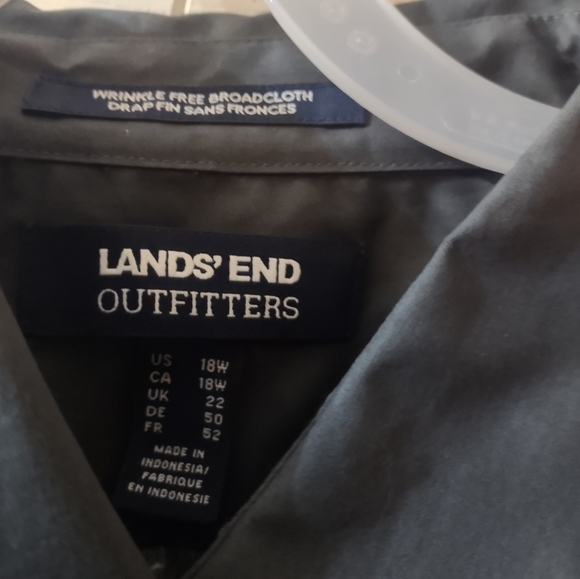 WRINKLE FREE BROADCLOTH
DRAP FIN SANS FRONCES
LANDS' END
OUTFITTERS
US 18W
CA 18W
UK 22
DE 50
FR 52
MADE IN
INDONESIA/
FABRIQUE
EN INDONESIE